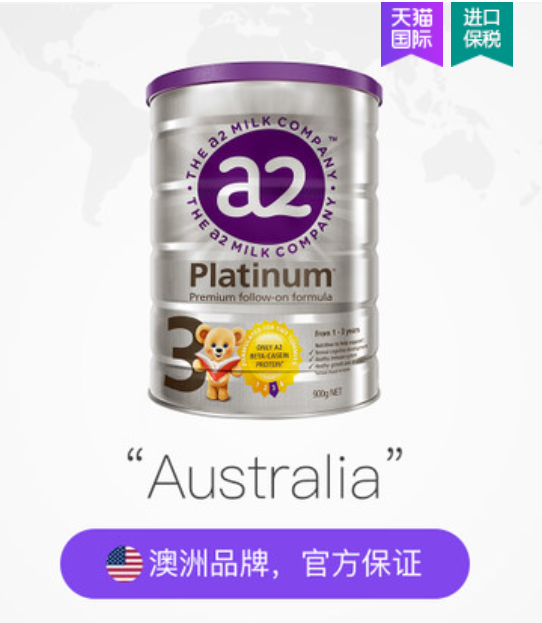 天猫
国际
进口
保税
THE a2 MILK COMPANY
™
a2
THE a2 MILK COMPANY
Platinum
Premium follow-on formula
3
ONLY A2
BETA-CASEIN
PROTEIN
From 1 - 3 years
900g NET
“Australia”
澳洲品牌，官方保证